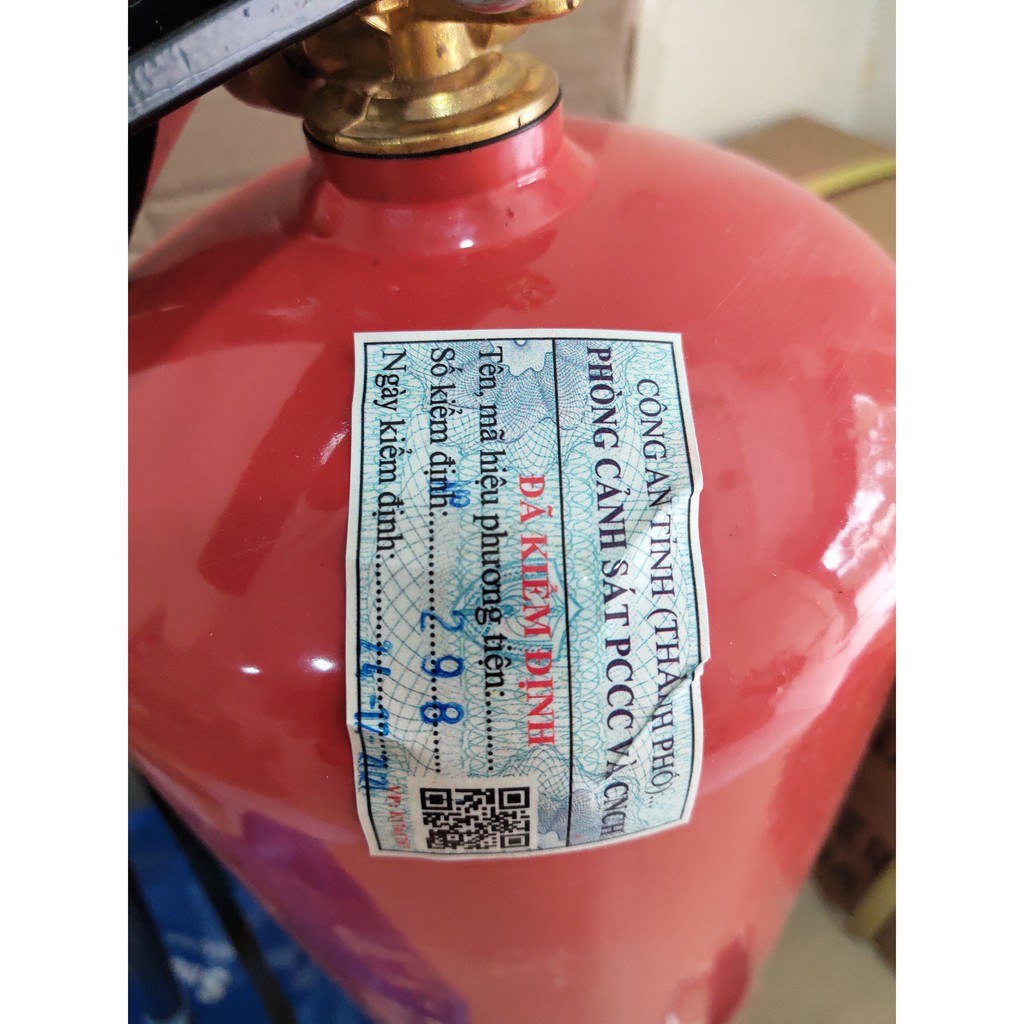 CÔNG AN TỈNH (THÀNH PHỐ)...
PHÒNG CẢNH SÁT PCCC VÀ CNCH
ĐÃ KIỂM ĐỊNH
Tên, mã hiệu phương tiện:..........
Số kiểm định:.................... 298
Ngày kiểm định:....................